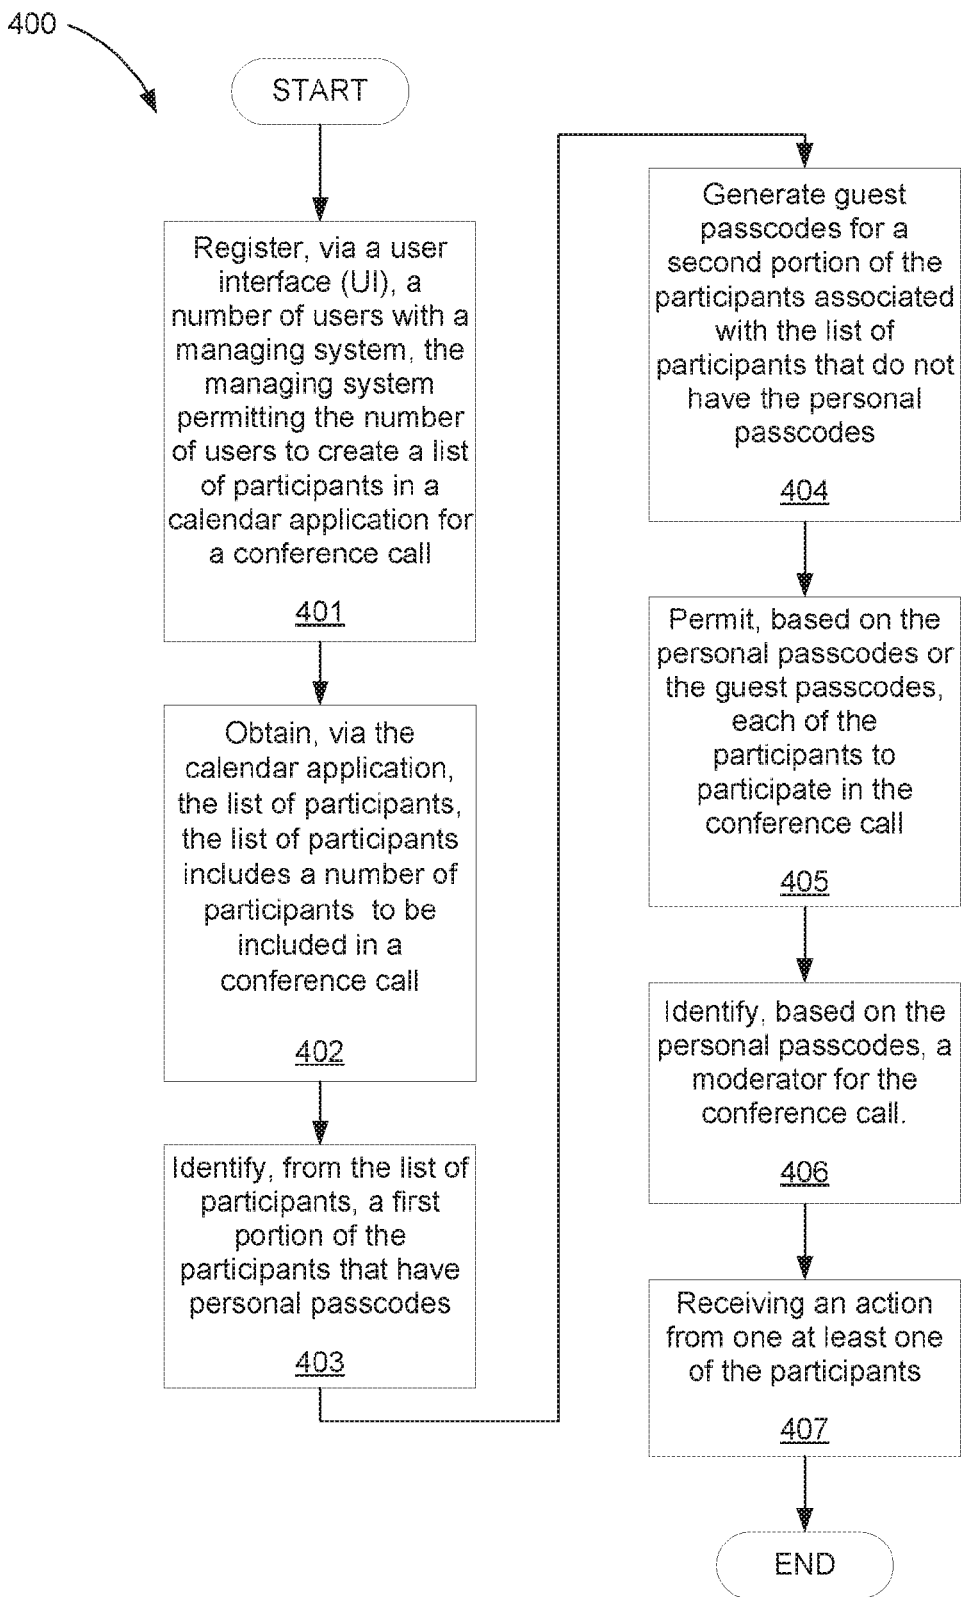 400
START
Register, via a user
interface (UI), a
number of users with a
managing system, the
managing system
permitting the number
of users to create a list
of participants in a
calendar application for
a conference call
401
Obtain, via the
calendar application,
the list of participants,
the list of participants
includes a number of
participants to be
included in a
conference call
402
Identify, from the list of
participants, a first
portion of the
participants that have
personal passcodes
403
Generate guest
passcodes for a
second portion of the
participants associated
with the list of
participants that do not
have the personal
passcodes
404
Permit, based on the
personal passcodes or
the guest passcodes,
each of the
participants to
participate in the
conference call
405
Identify, based on the
personal passcodes, a
moderator for the
conference call.
406
Receiving an action
from one at least one
of the participants
407
END